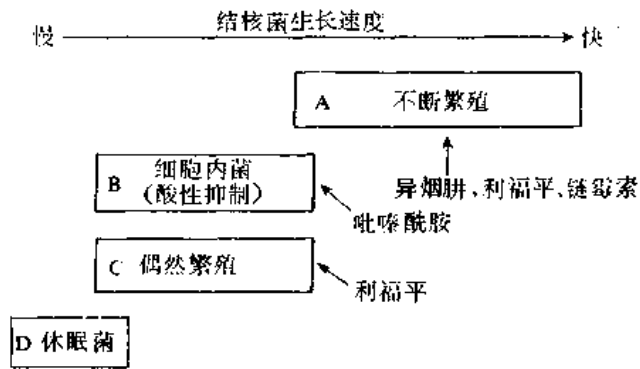 结核菌生长速度
慢 快
A 不断繁殖
异烟肼、利福平、链霉素
B 细胞内菌
(酸性抑制)
吡嗪酰胺
C 偶然繁殖
利福平
D 休眠菌